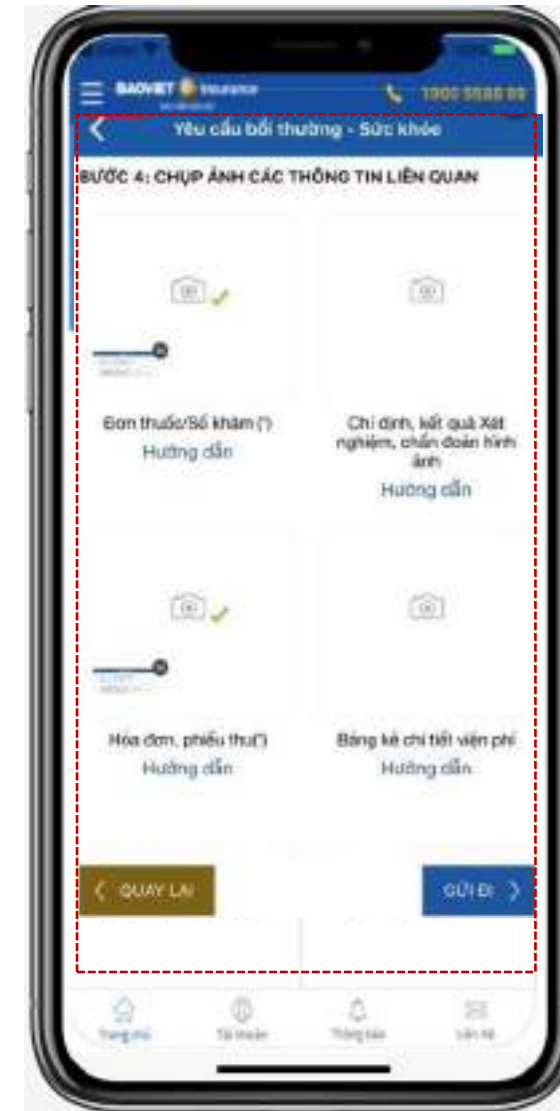 BAOVIET Insurance
1900 5588 99
Yêu cầu bồi thường - Sức khỏe
BƯỚC 4: CHỤP ẢNH CÁC THÔNG TIN LIÊN QUAN
Đơn thuốc/Sổ khám (*)
Hướng dẫn
Chỉ định, kết quả Xét
nghiệm, chẩn đoán hình
ảnh
Hướng dẫn
Hóa đơn, phiếu thu(*)
Hướng dẫn
Bảng kê chi tiết viện phí
Hướng dẫn
QUAY LẠI
GỬI ĐI
Trang chủ
Tài khoản
Thông báo
Liên hệ